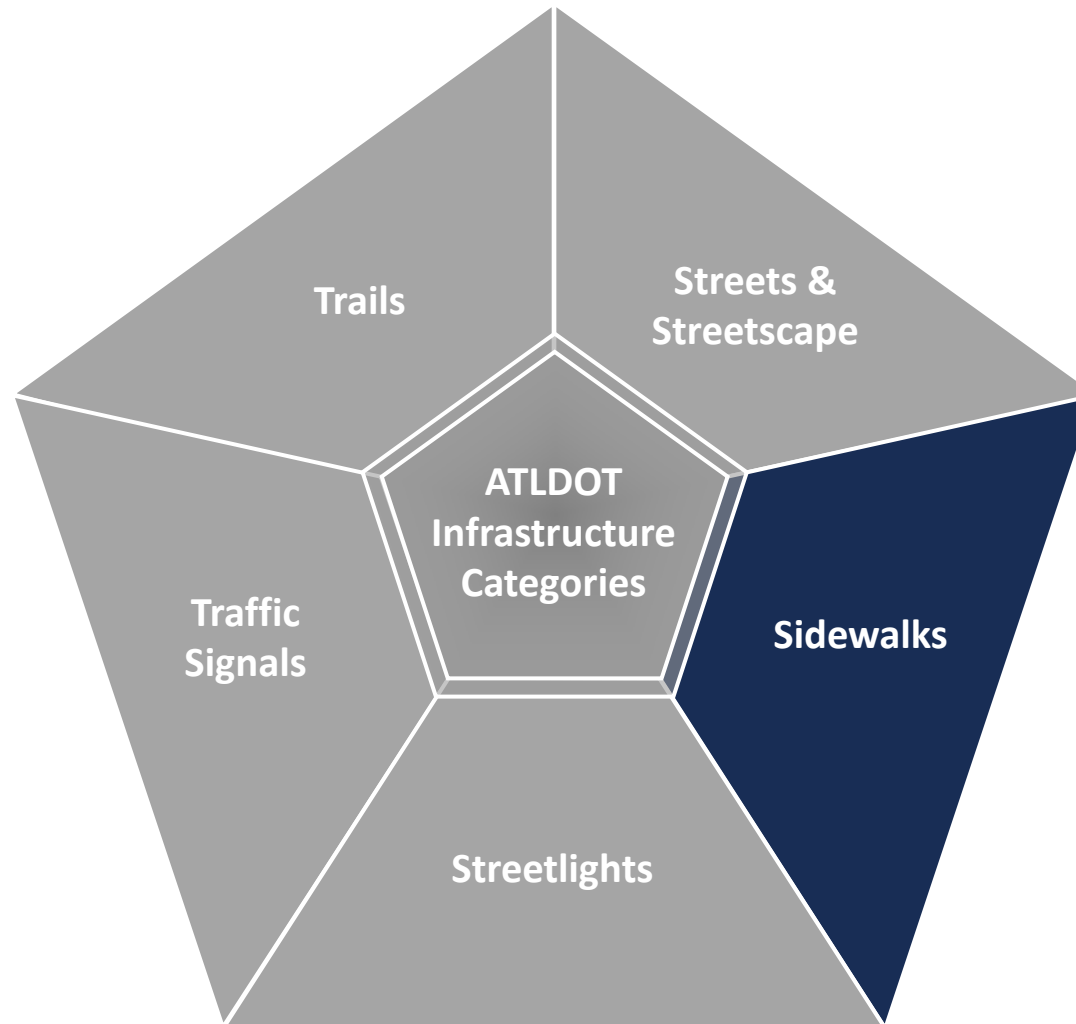 Trails
Streets &
Streetscape
ATLDOT
Infrastructure
Categories
Traffic
Signals
Sidewalks
Streetlights